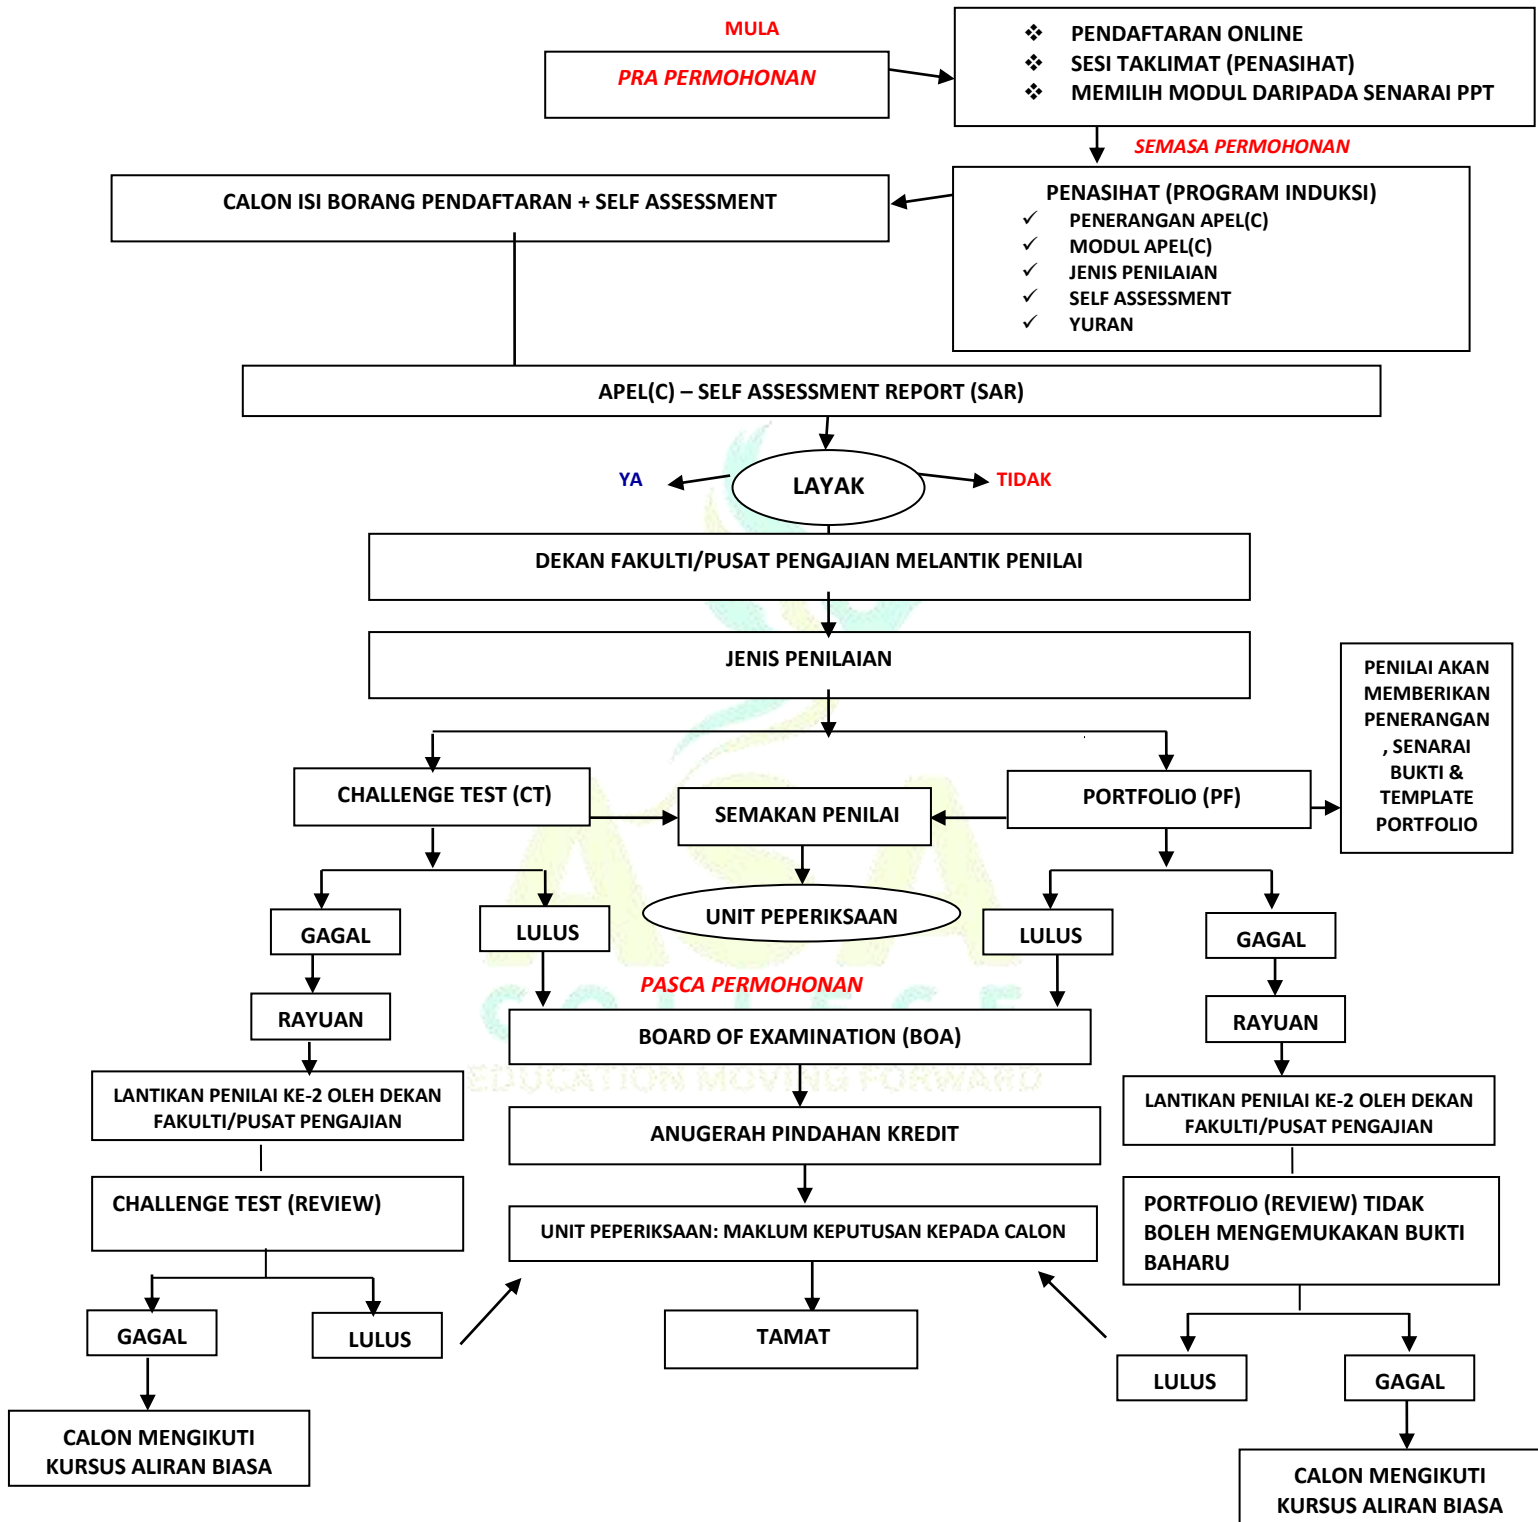 MULA
PRA PERMOHONAN
❖ PENDAFTARAN ONLINE
❖ SESI TAKLIMAT (PENASIHAT)
❖ MEMILIH MODUL DARIPADA SENARAI PPT
SEMASA PERMOHONAN
PENASIHAT (PROGRAM INDUKSI)
✓ PENERANGAN APEL(C)
✓ MODUL APEL(C)
✓ JENIS PENILAIAN
✓ SELF ASSESSMENT
✓ YURAN
CALON ISI BORANG PENDAFTARAN + SELF ASSESSMENT
APEL(C) – SELF ASSESSMENT REPORT (SAR)
YA
LAYAK
TIDAK
DEKAN FAKULTI/PUSAT PENGAJIAN MELANTIK PENILAI
JENIS PENILAIAN
PENILAI AKAN
MEMBERIKAN
PENERANGAN
, SENARAI
BUKTI &
TEMPLATE
PORTFOLIO
CHALLENGE TEST (CT)
SEMAKAN PENILAI
PORTFOLIO (PF)
UNIT PEPERIKSAAN
GAGAL
LULUS
LULUS
GAGAL
ASA
COLLEGE
EDUCATION MOVING FORWARD
PASCA PERMOHONAN
RAYUAN
BOARD OF EXAMINATION (BOA)
RAYUAN
LANTIKAN PENILAI KE-2 OLEH DEKAN
FAKULTI/PUSAT PENGAJIAN
ANUGERAH PINDAHAN KREDIT
LANTIKAN PENILAI KE-2 OLEH DEKAN
FAKULTI/PUSAT PENGAJIAN
CHALLENGE TEST (REVIEW)
UNIT PEPERIKSAAN: MAKLUM KEPUTUSAN KEPADA CALON
PORTFOLIO (REVIEW) TIDAK
BOLEH MENGEMUKAKAN BUKTI
BAHARU
GAGAL
LULUS
TAMAT
LULUS
GAGAL
CALON MENGIKUTI
KURSUS ALIRAN BIASA
CALON MENGIKUTI
KURSUS ALIRAN BIASA